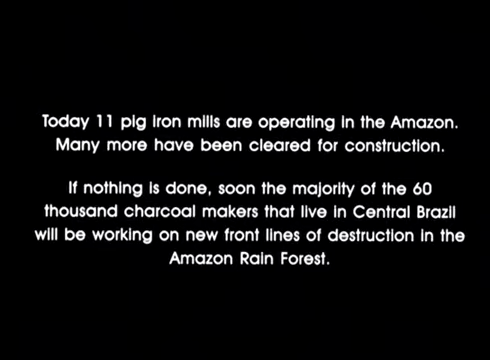 Today 11 pig iron mills are operating in the Amazon.
Many more have been cleared for construction.
If nothing is done, soon the majority of the 60
thousand charcoal makers that live in Central Brazil
will be working on new front lines of destruction in the
Amazon Rain Forest.